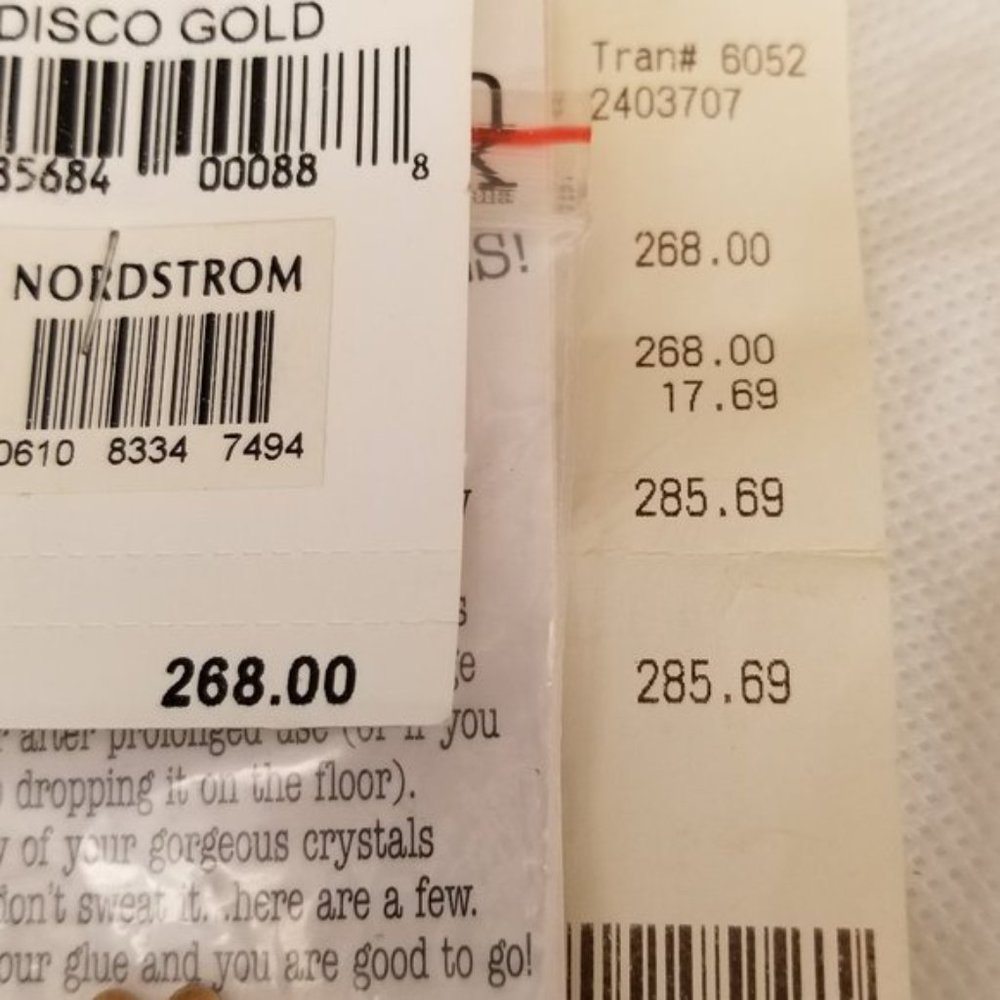 DISCO GOLD
35684 00088 8
NORDSTROM
0610 8334 7494
268.00
Tran# 6052
2403707
268.00
268.00
17.69
285.69
285.69
S!
after prolonged use (or if you
dropping it on the floor).
of your gorgeous crystals
don't sweat it...here are a few.
our glue and you are good to go!